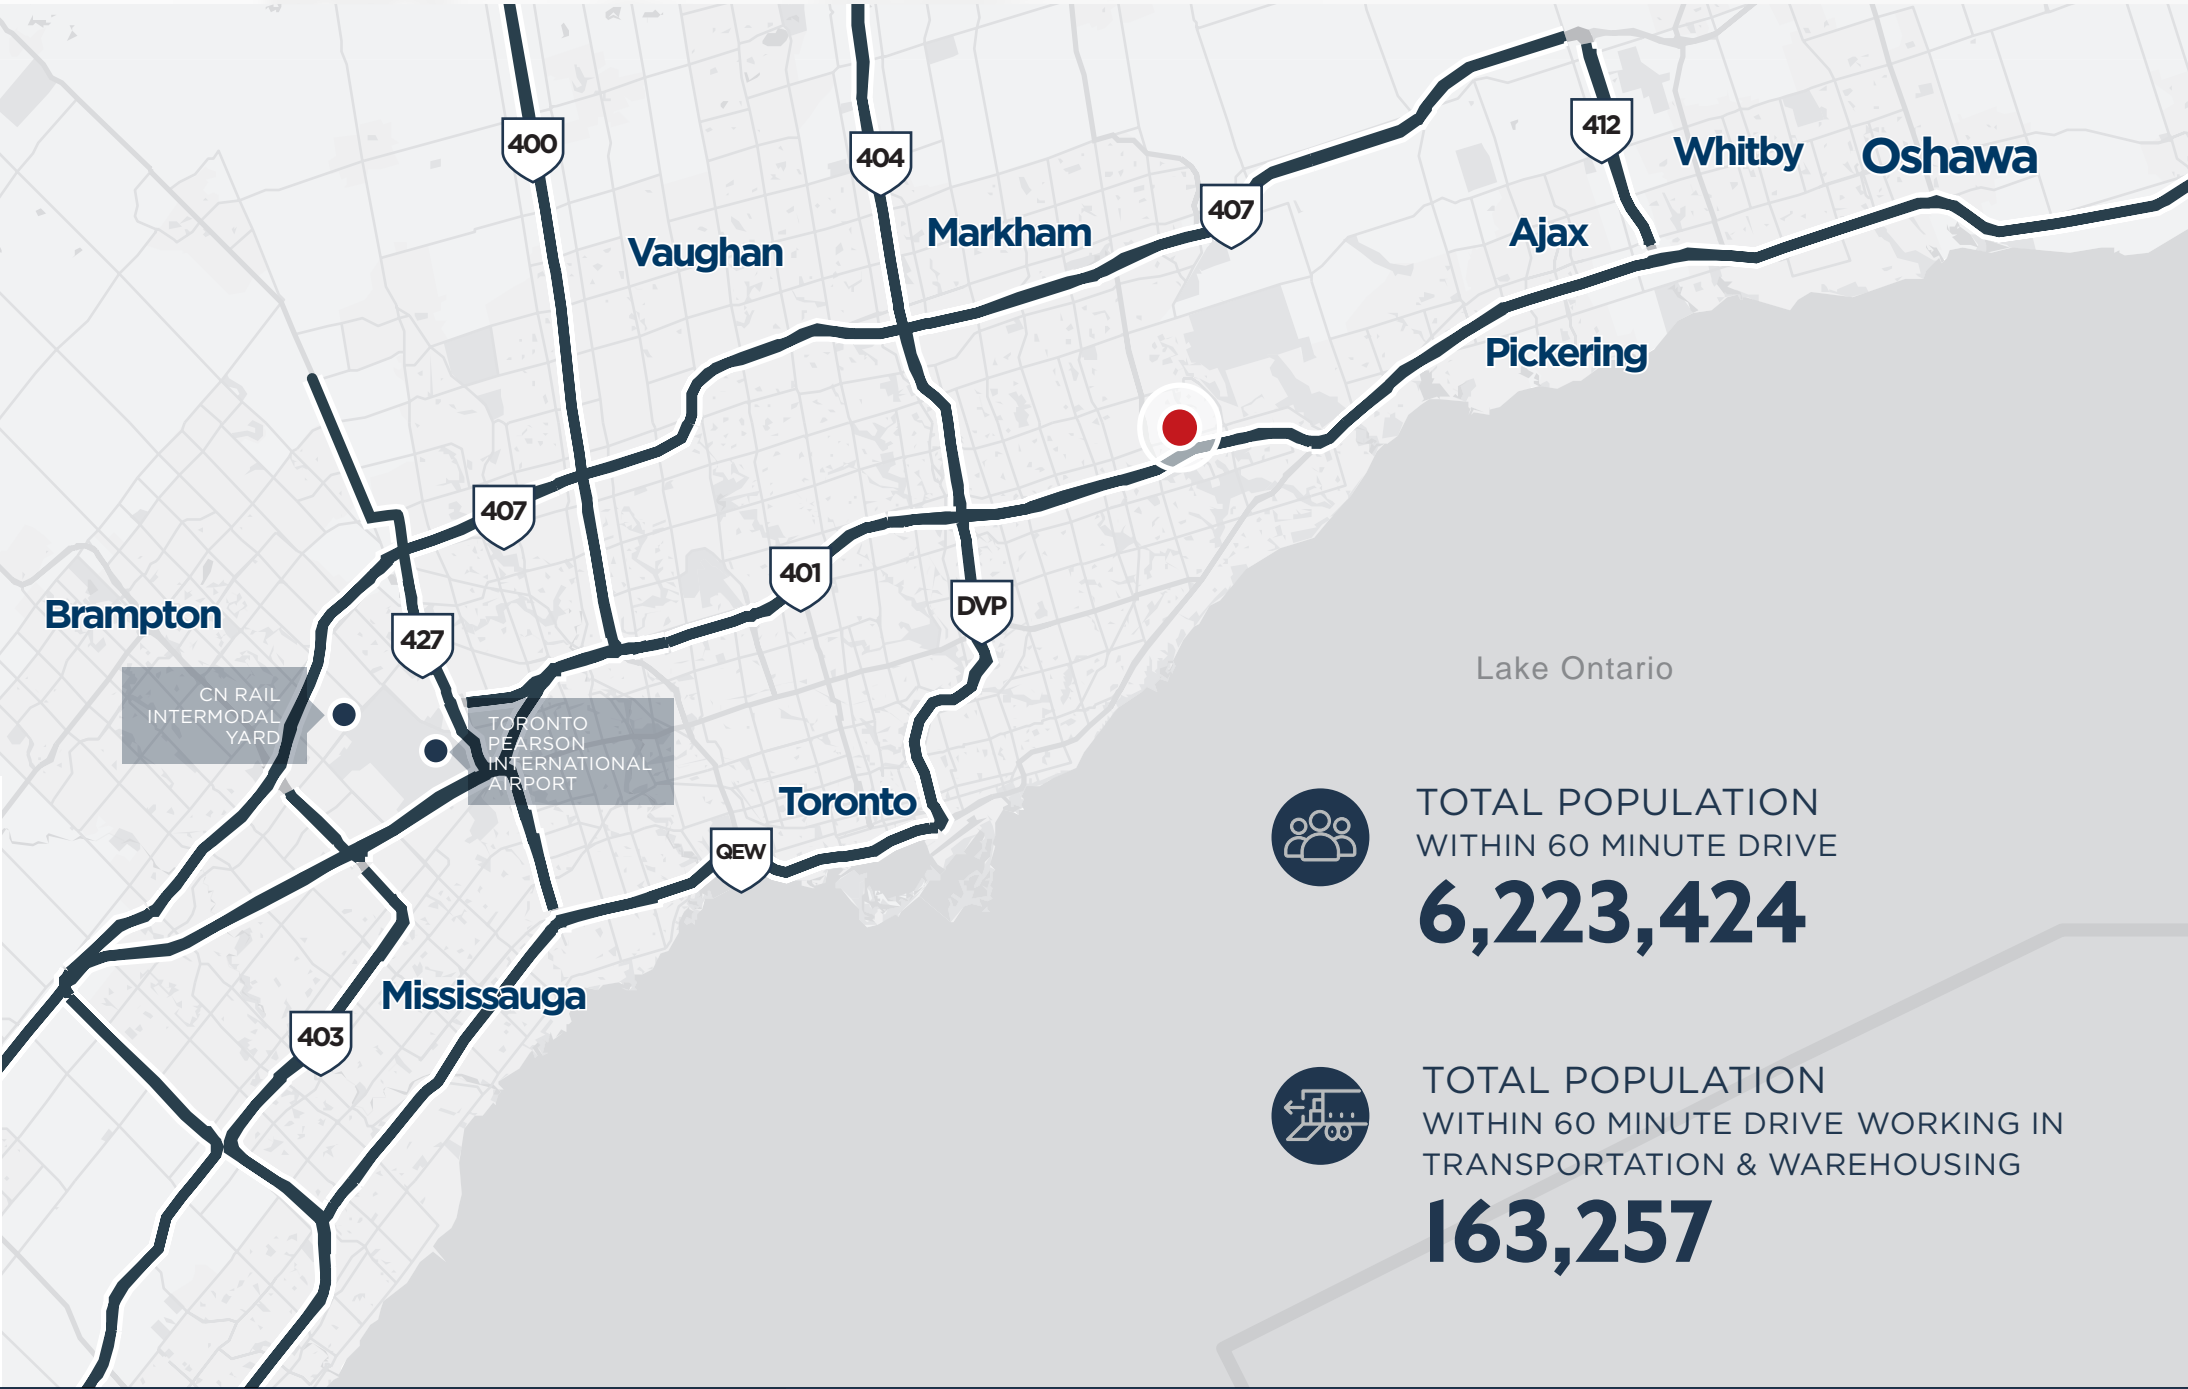 400
404
412
Whitby
Oshawa
407
Markham
Ajax
Vaughan
Pickering
407
401
DVP
Brampton
427
Lake Ontario
CN RAIL
INTERMODAL
YARD
TORONTO
PEARSON
INTERNATIONAL
AIRPORT
Toronto
QEW
Mississauga
403
TOTAL POPULATION
WITHIN 60 MINUTE DRIVE
6,223,424
TOTAL POPULATION
WITHIN 60 MINUTE DRIVE WORKING IN
TRANSPORTATION & WAREHOUSING
163,257